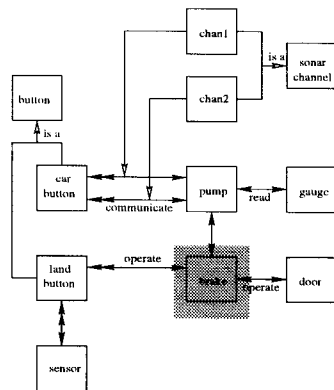 chan1
is a
sonar
channel
button
chan2
is a
car
button
communicate
pump
read
gauge
land
button
operate
brake
operate
door
sensor